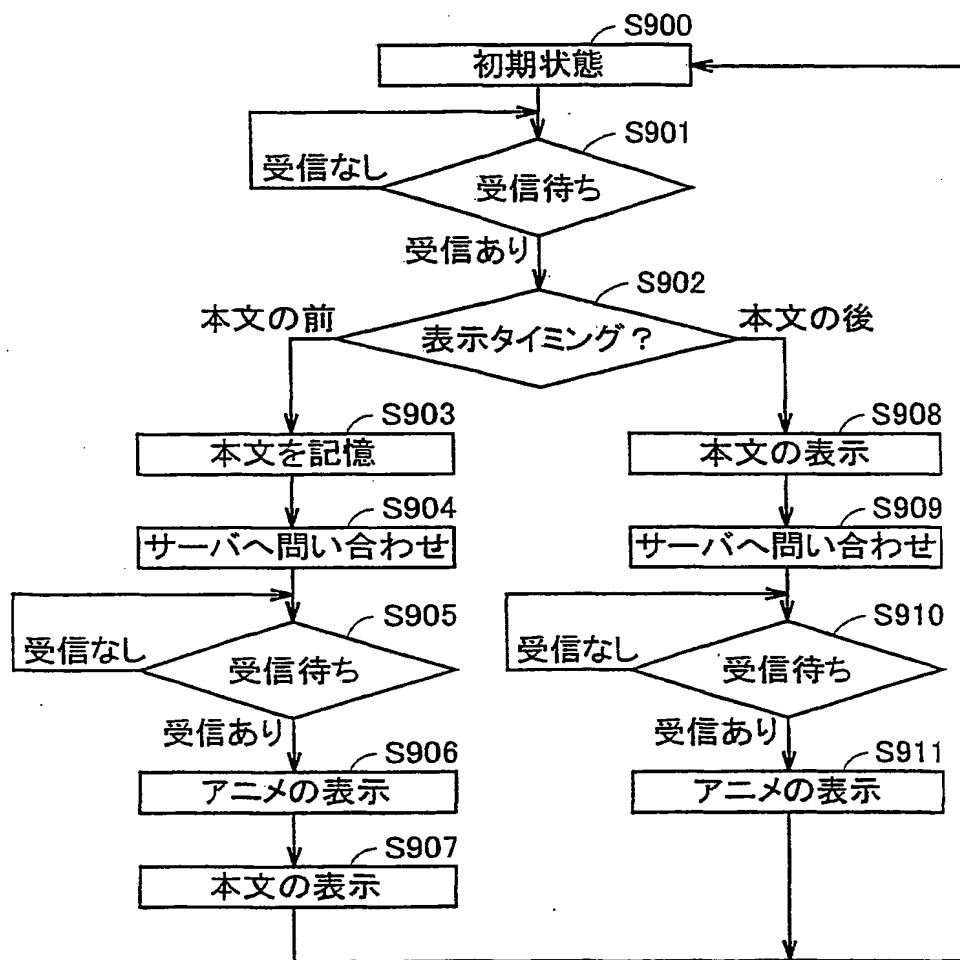 S900
初期状態
S901
受信なし
受信待ち
受信あり
S902
本文の前
表示タイミング？
本文の後
S903
本文を記憶
S904
サーバへ問い合わせ
S905
受信なし
受信待ち
受信あり
S906
アニメの表示
S907
本文の表示
S908
本文の表示
S909
サーバへ問い合わせ
S910
受信なし
受信待ち
受信あり
S911
アニメの表示